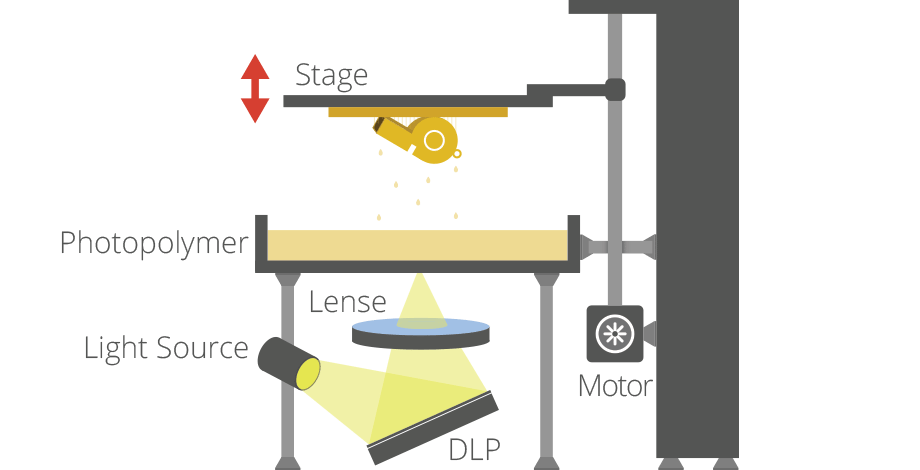 Stage
Photopolymer
Lense
Light Source
Motor
DLP